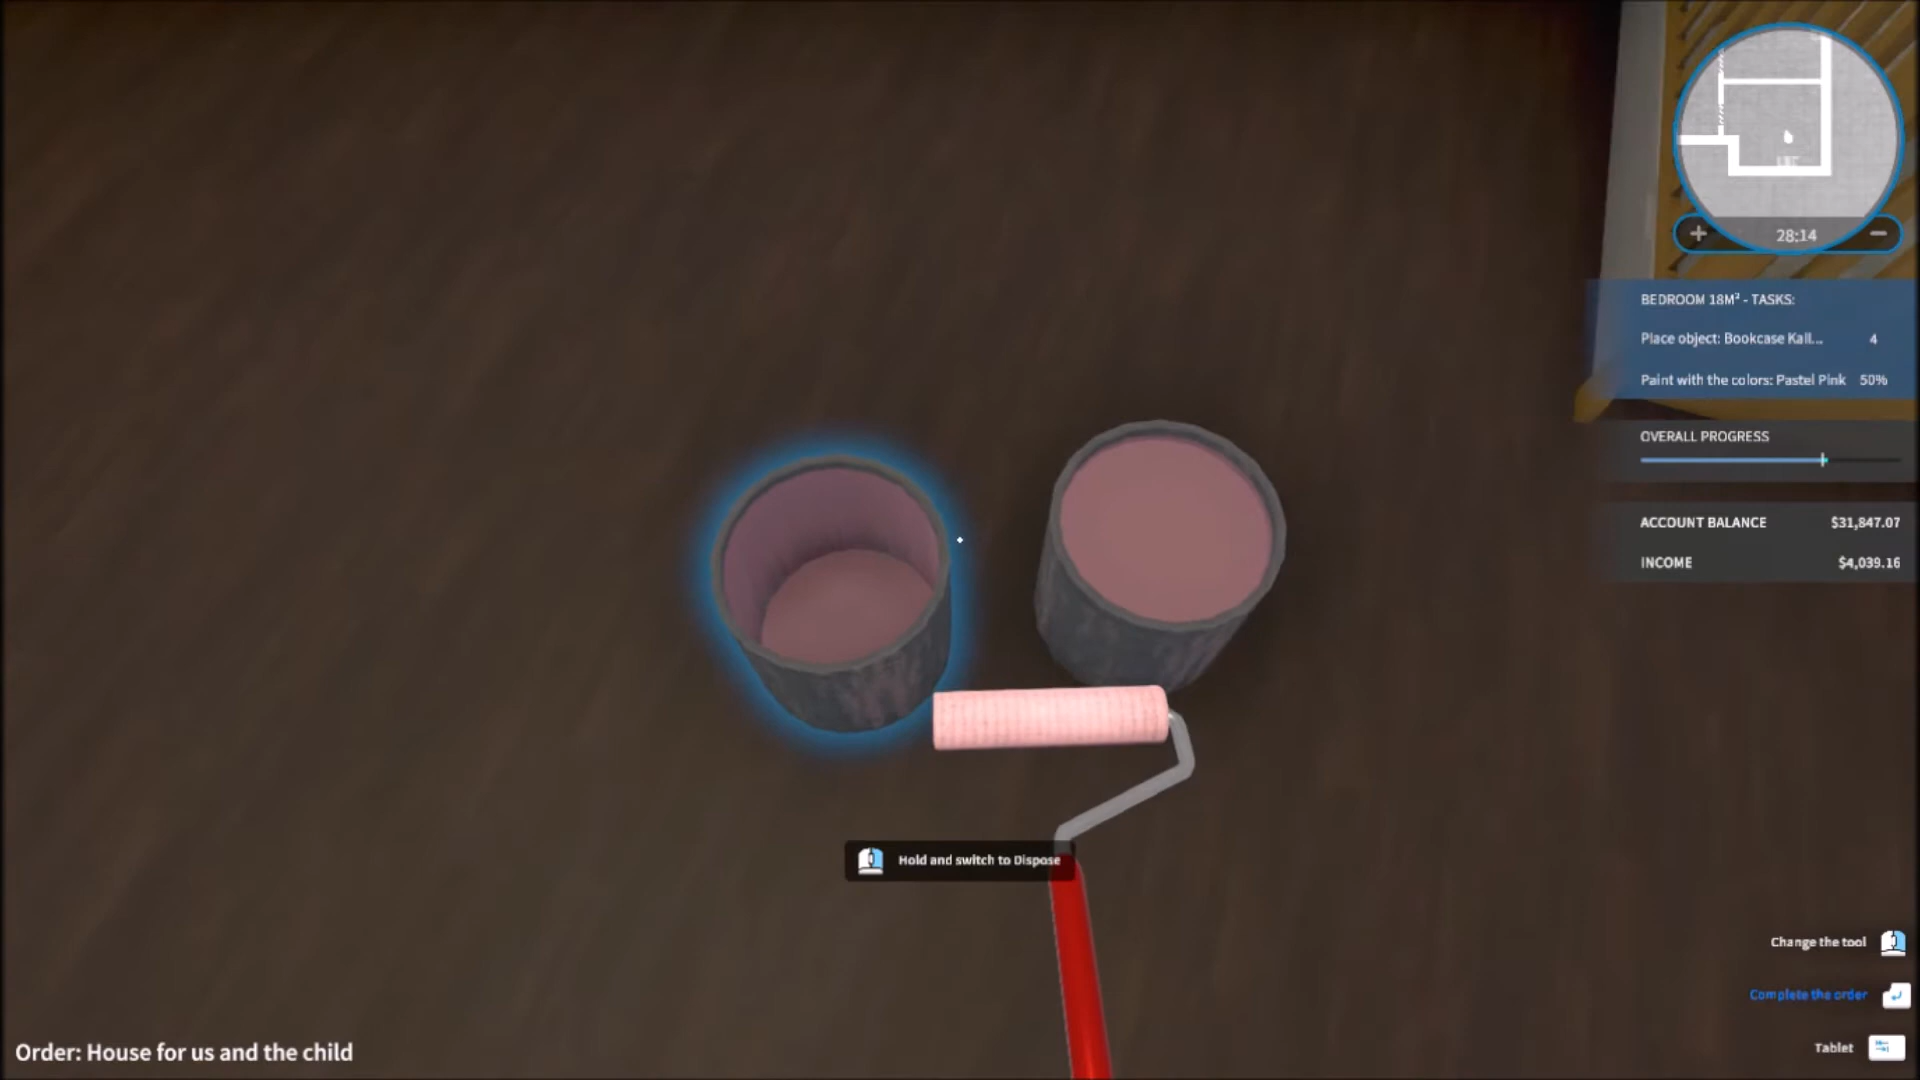 28:14
BEDROOM 18M² - TASKS:
Place object: Bookcase Kall... 4
Paint with the colors: Pastel Pink 50%
OVERALL PROGRESS
ACCOUNT BALANCE $31,847.07
INCOME $4,039.16
Hold and switch to Dispose
Change the tool
Complete the order
Tablet
Order: House for us and the child